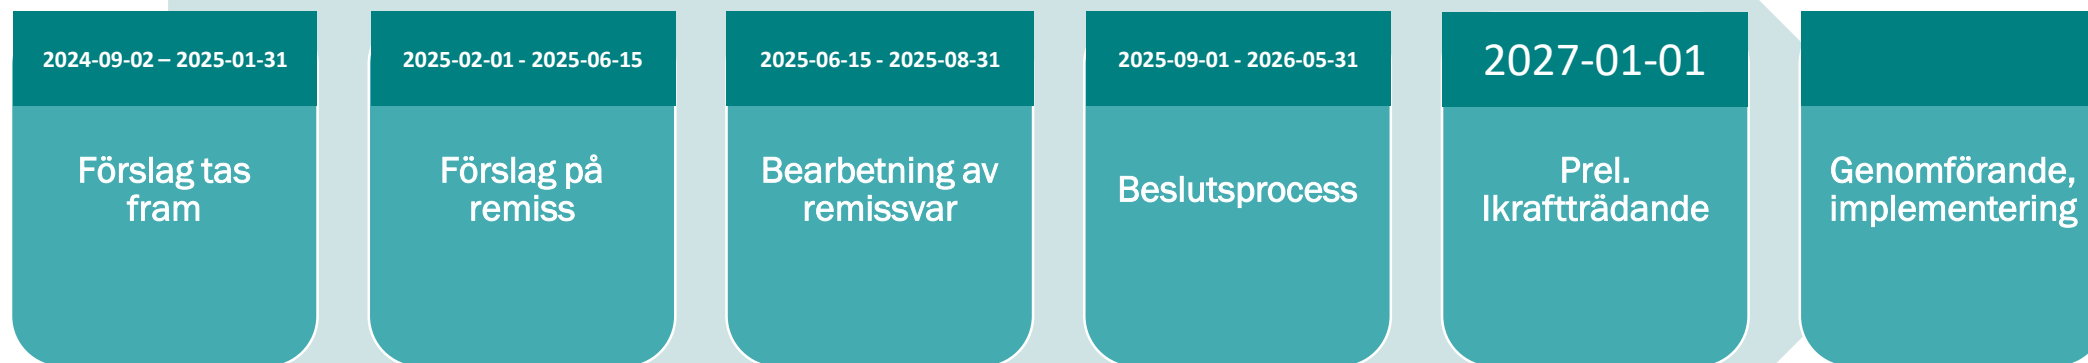 2024-09-02 – 2025-01-31
Förslag tas
fram
2025-02-01 - 2025-06-15
Förslag på
remiss
2025-06-15 - 2025-08-31
Bearbetning av
remissvar
2025-09-01 - 2026-05-31
Beslutsprocess
2027-01-01
Prel.
Ikraftträdande
Genomförande,
implementering